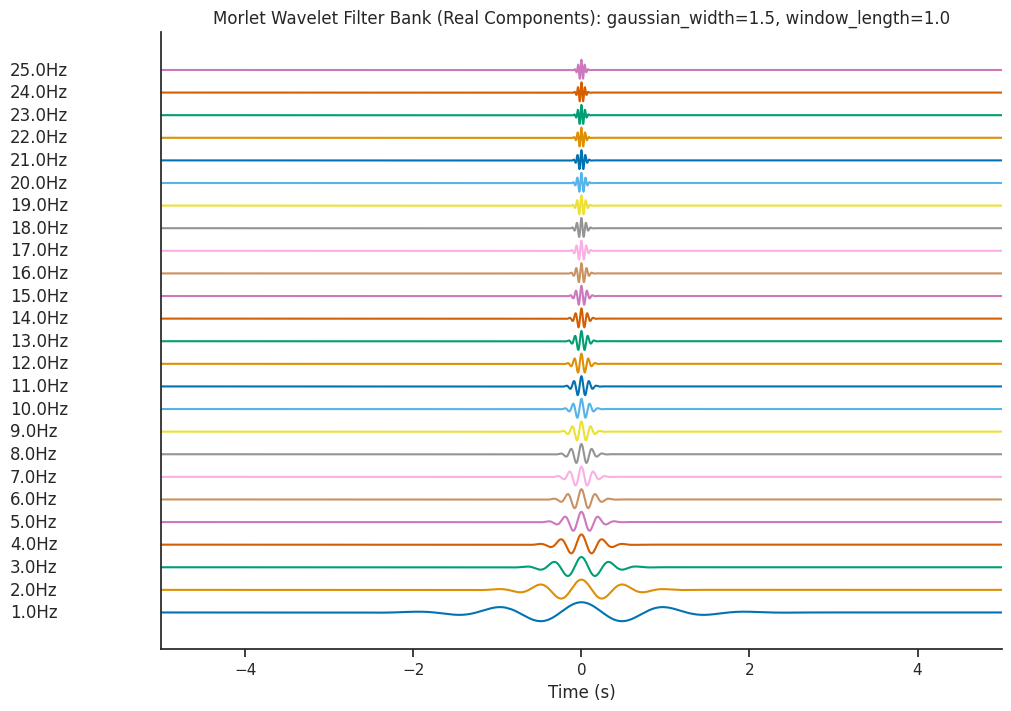 Morlet Wavelet Filter Bank (Real Components): gaussian_width=1.5, window_length=1.0
25.0Hz
24.0Hz
23.0Hz
22.0Hz
21.0Hz
20.0Hz
19.0Hz
18.0Hz
17.0Hz
16.0Hz
15.0Hz
14.0Hz
13.0Hz
12.0Hz
11.0Hz
10.0Hz
9.0Hz
8.0Hz
7.0Hz
6.0Hz
5.0Hz
4.0Hz
3.0Hz
2.0Hz
1.0Hz
−4 −2 0 2 4
Time (s)